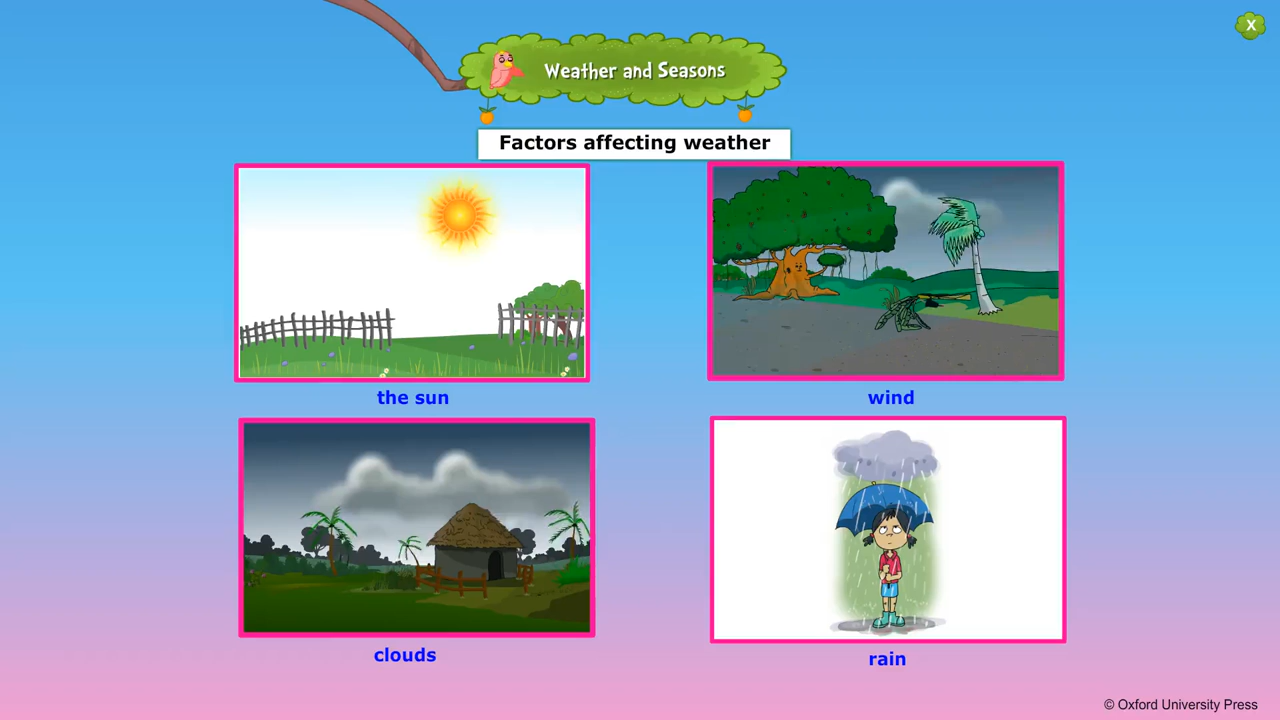 X
Weather and Seasons
Factors affecting weather
the sun
wind
clouds
rain
© Oxford University Press